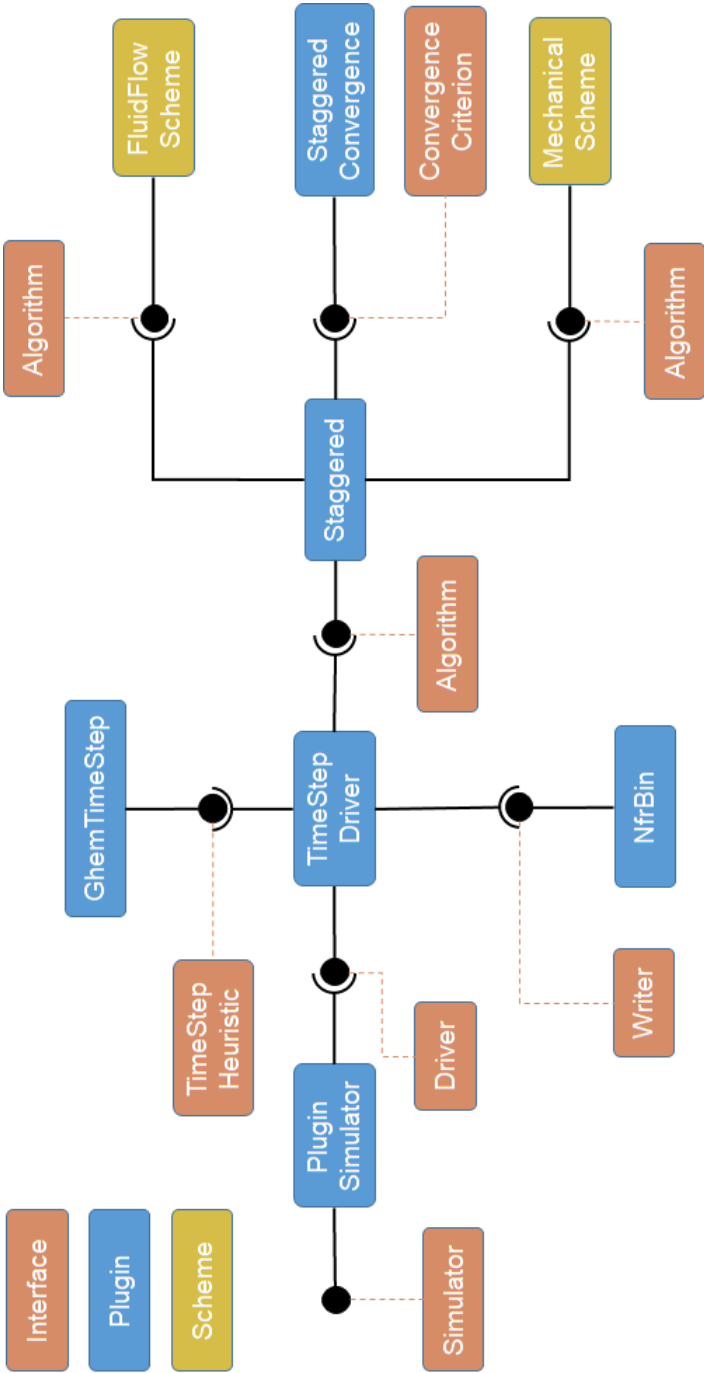 Interface
Plugin
Scheme
Algorithm
GhemTimeStep
FluidFlow
Scheme
TimeStep
Heuristic
Plugin
Simulator
TimeStep
Driver
Staggered
Staggered
Convergence
Simulator
Driver
Algorithm
Convergence
Criterion
Mechanical
Scheme
Writer
NfrBin
Algorithm